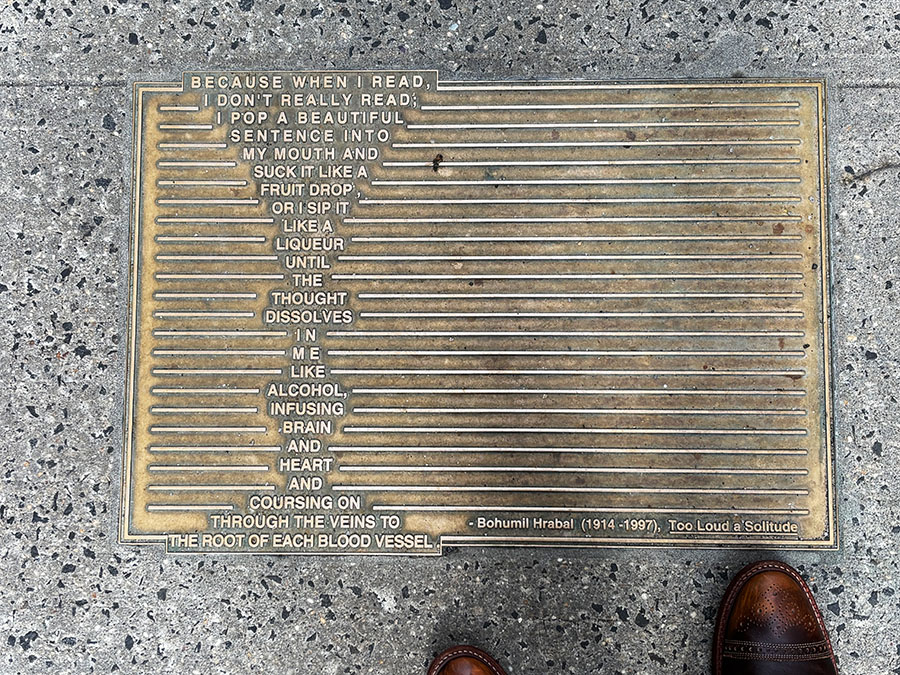 BECAUSE WHEN I READ,
I DON'T REALLY READ;
I POP A BEAUTIFUL
SENTENCE INTO
MY MOUTH AND
SUCK IT LIKE A
FRUIT DROP,
OR I SIP IT
LIKE A
LIQUEUR
UNTIL
THE
THOUGHT
DISSOLVES
IN
ME
LIKE
ALCOHOL,
INFUSING
BRAIN
AND
HEART
AND
COURSING ON
THROUGH THE VEINS TO
THE ROOT OF EACH BLOOD VESSEL.
- Bohumil Hrabal (1914 -1997), Too Loud a Solitude